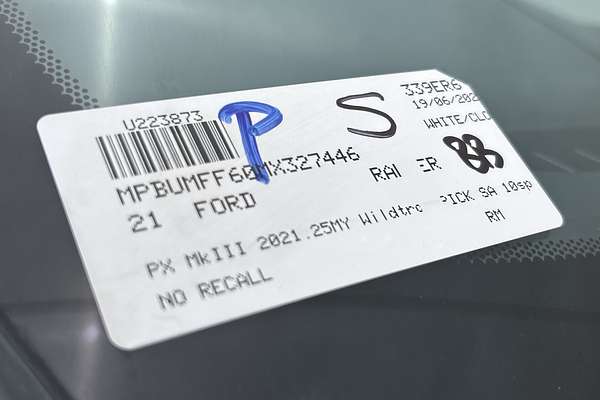 U223873
P
S
339ER6
19/06/202
WHITE/CLO
MPBUMFF60MX327446
21 FORD
RAN ER
PX MkIII 2021.25MY Wildtrc PICK SA 10sp
RM
NO RECALL